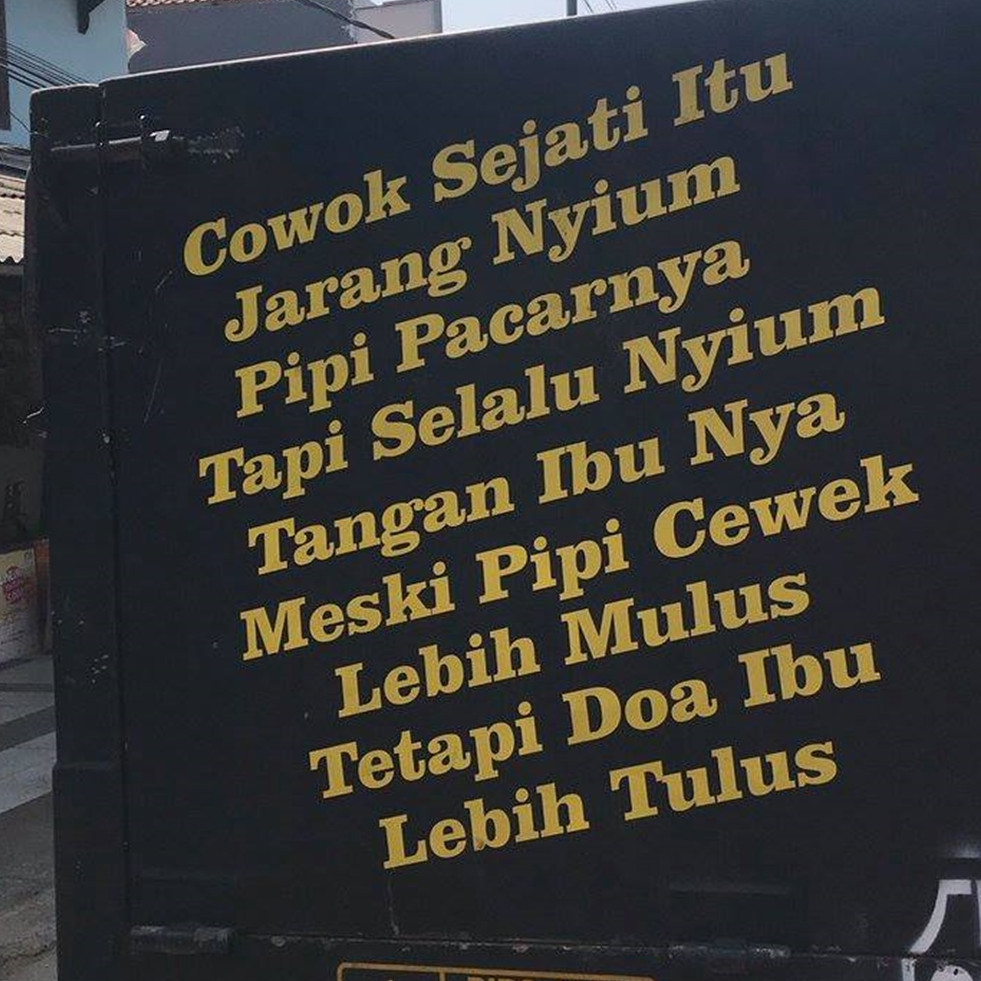 Cowok Sejati Itu
Jarang Nyium
Pipi Pacarnya
Tapi Selalu Nyium
Tangan Ibu Nya
Meski Pipi Cewek
Lebih Mulus
Tetapi Doa Ibu
Lebih Tulus